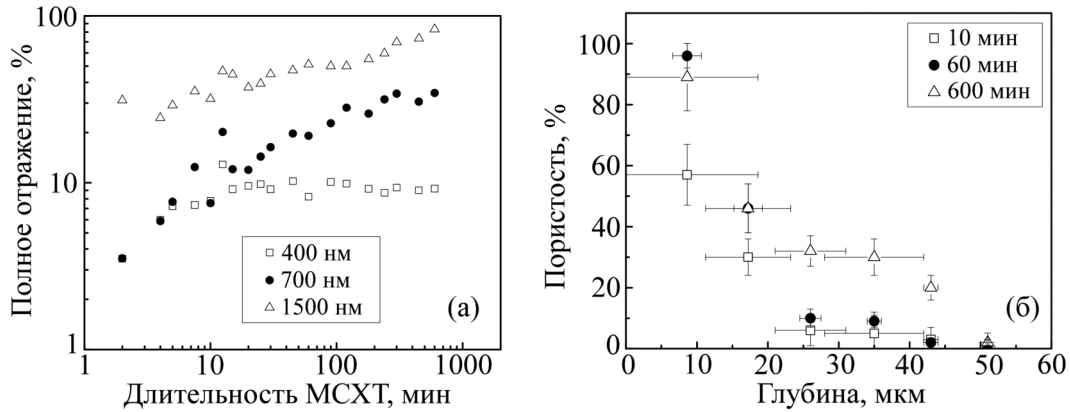 100
10
1
1
10
100
1000
Полное отражение, %
Длительность МСХТ, мин
400 нм
700 нм
1500 нм
(а)
100
80
60
40
20
0
0
10
20
30
40
50
60
Пористость, %
Глубина, мкм
10 мин
60 мин
600 мин
(б)